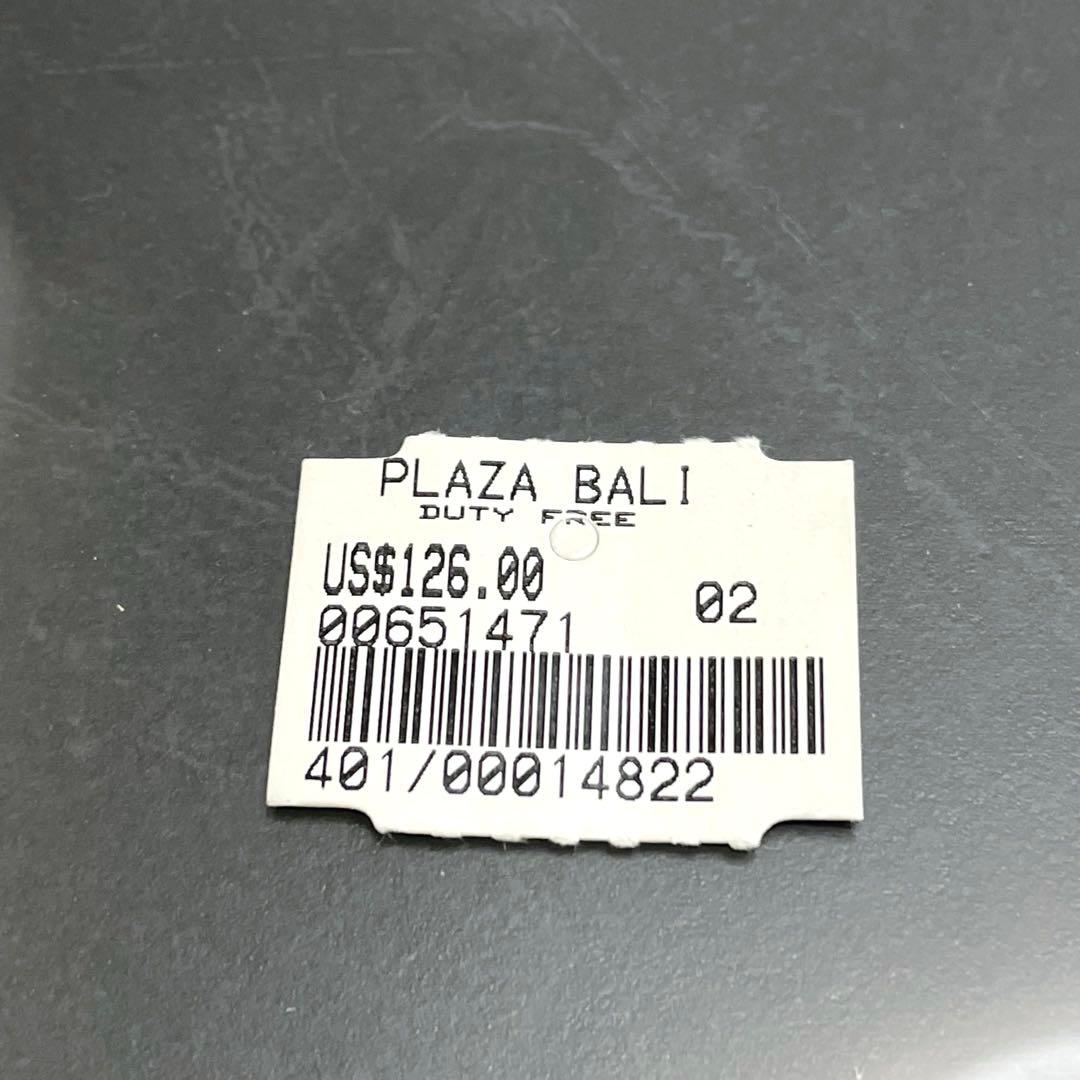 PLAZA BALI
DUTY FREE
US$126.00
02
00651471
401/00014822